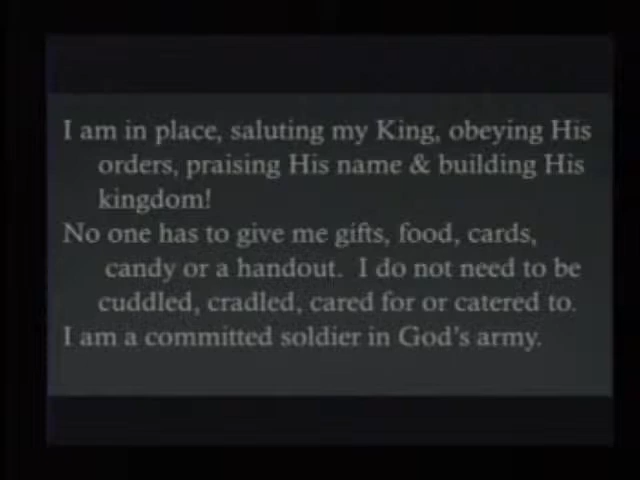 I am in place, saluting my King, obeying His
orders, praising His name & building His
kingdom!
No one has to give me gifts, food, cards,
candy or a handout. I do not need to be
cuddled, cradled, cared for or catered to.
I am a committed soldier in God's army.